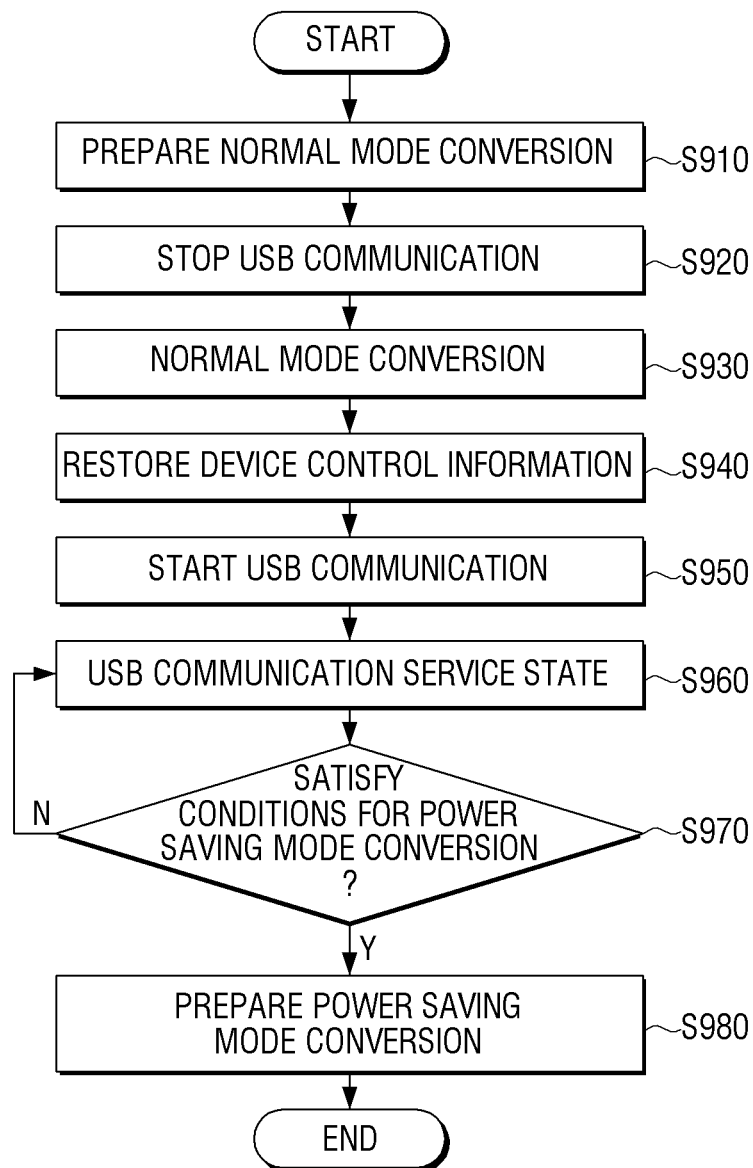 START
PREPARE NORMAL MODE CONVERSION
S910
STOP USB COMMUNICATION
S920
NORMAL MODE CONVERSION
S930
RESTORE DEVICE CONTROL INFORMATION
S940
START USB COMMUNICATION
S950
USB COMMUNICATION SERVICE STATE
S960
SATISFY
CONDITIONS FOR POWER
SAVING MODE CONVERSION
?
S970
N
Y
PREPARE POWER SAVING
MODE CONVERSION
S980
END